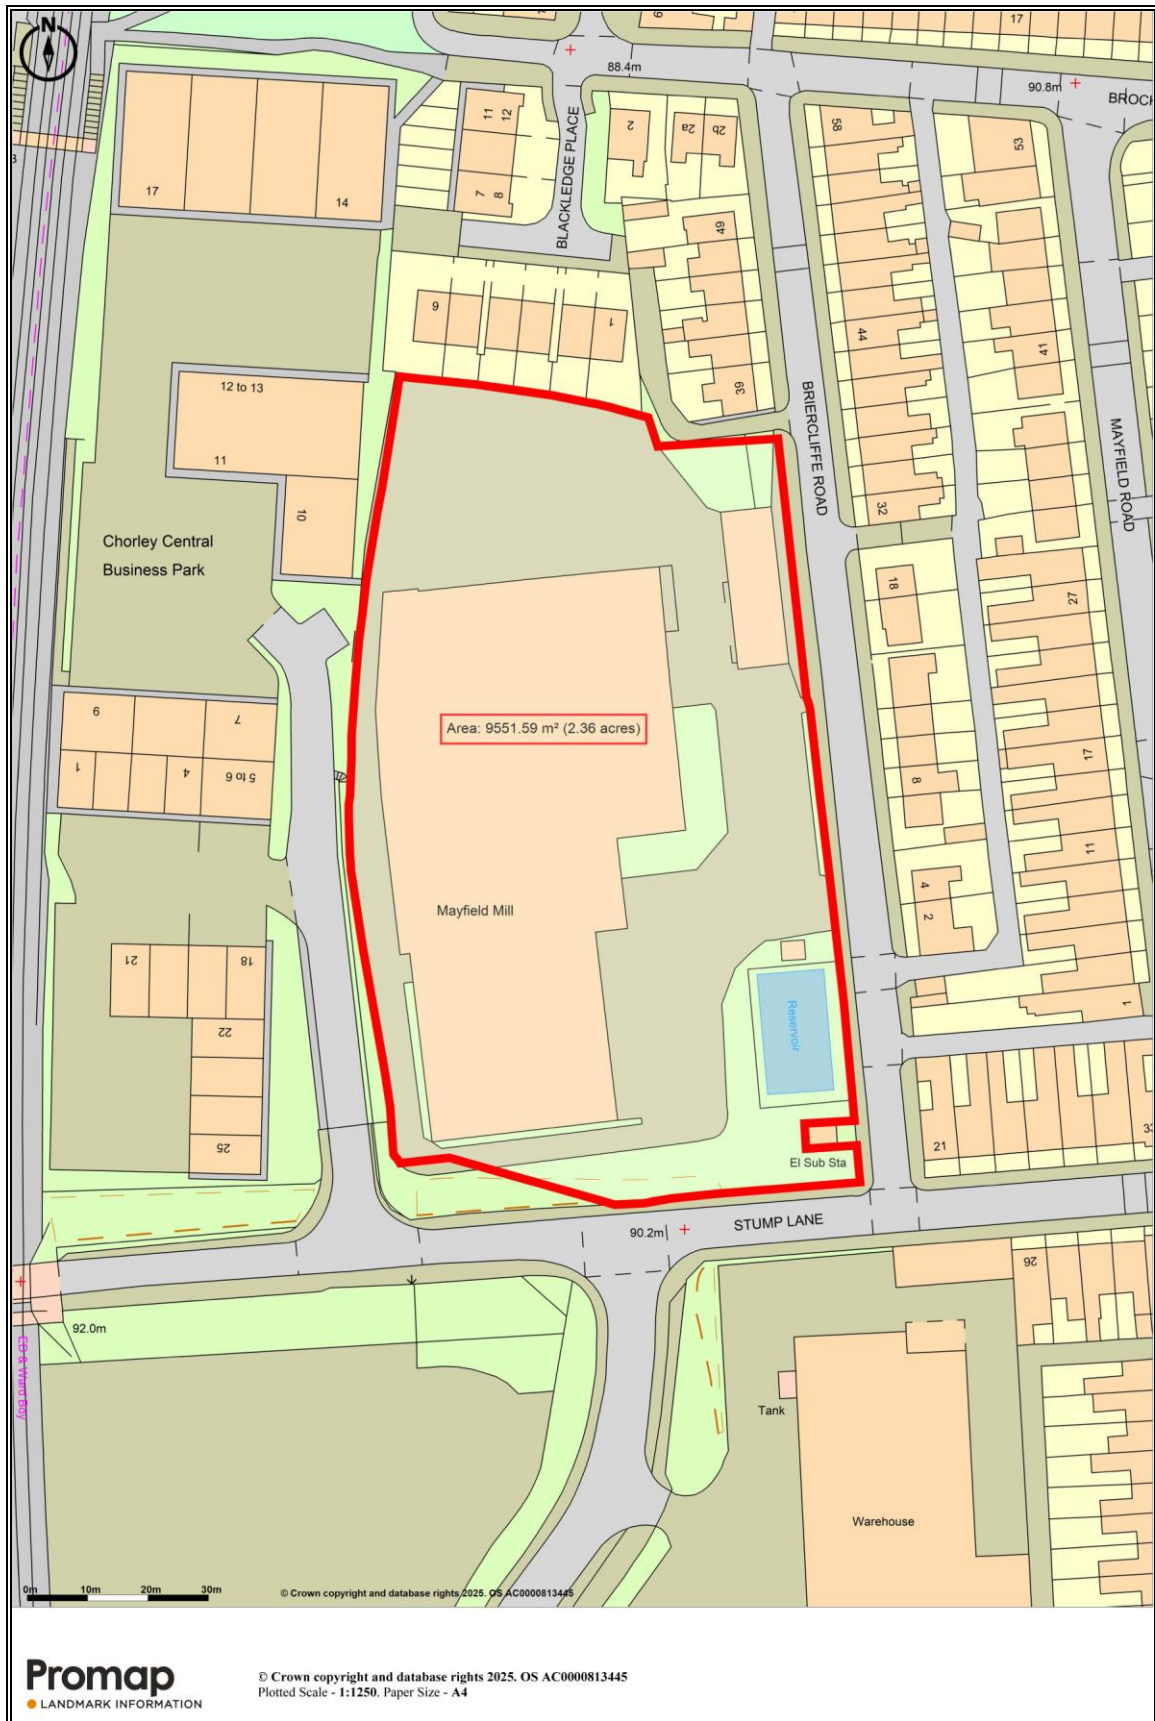 N
17
88.4m
90.8m
BROCK
BLACKLEDGE PLACE
11
12
7
8
2
2a
2b
58
53
17
14
49
9
1
44
41
39
12 to 13
11
10
BRIERCLIFFE ROAD
MAYFIELD ROAD
32
Chorley Central
Business Park
18
27
Area: 9551.59 m² (2.36 acres)
9
7
1
4
5 to 6
8
17
11
Mayfield Mill
4
2
21
18
22
25
Reservoir
1
21
33
El Sub Sta
STUMP LANE
90.2m
26
92.0m
ED & Ward Bdy
Tank
Warehouse
0m
10m
20m
30m
© Crown copyright and database rights 2025. OS AC0000813445
Promap
LANDMARK INFORMATION
© Crown copyright and database rights 2025. OS AC0000813445
Plotted Scale - 1:1250. Paper Size - A4